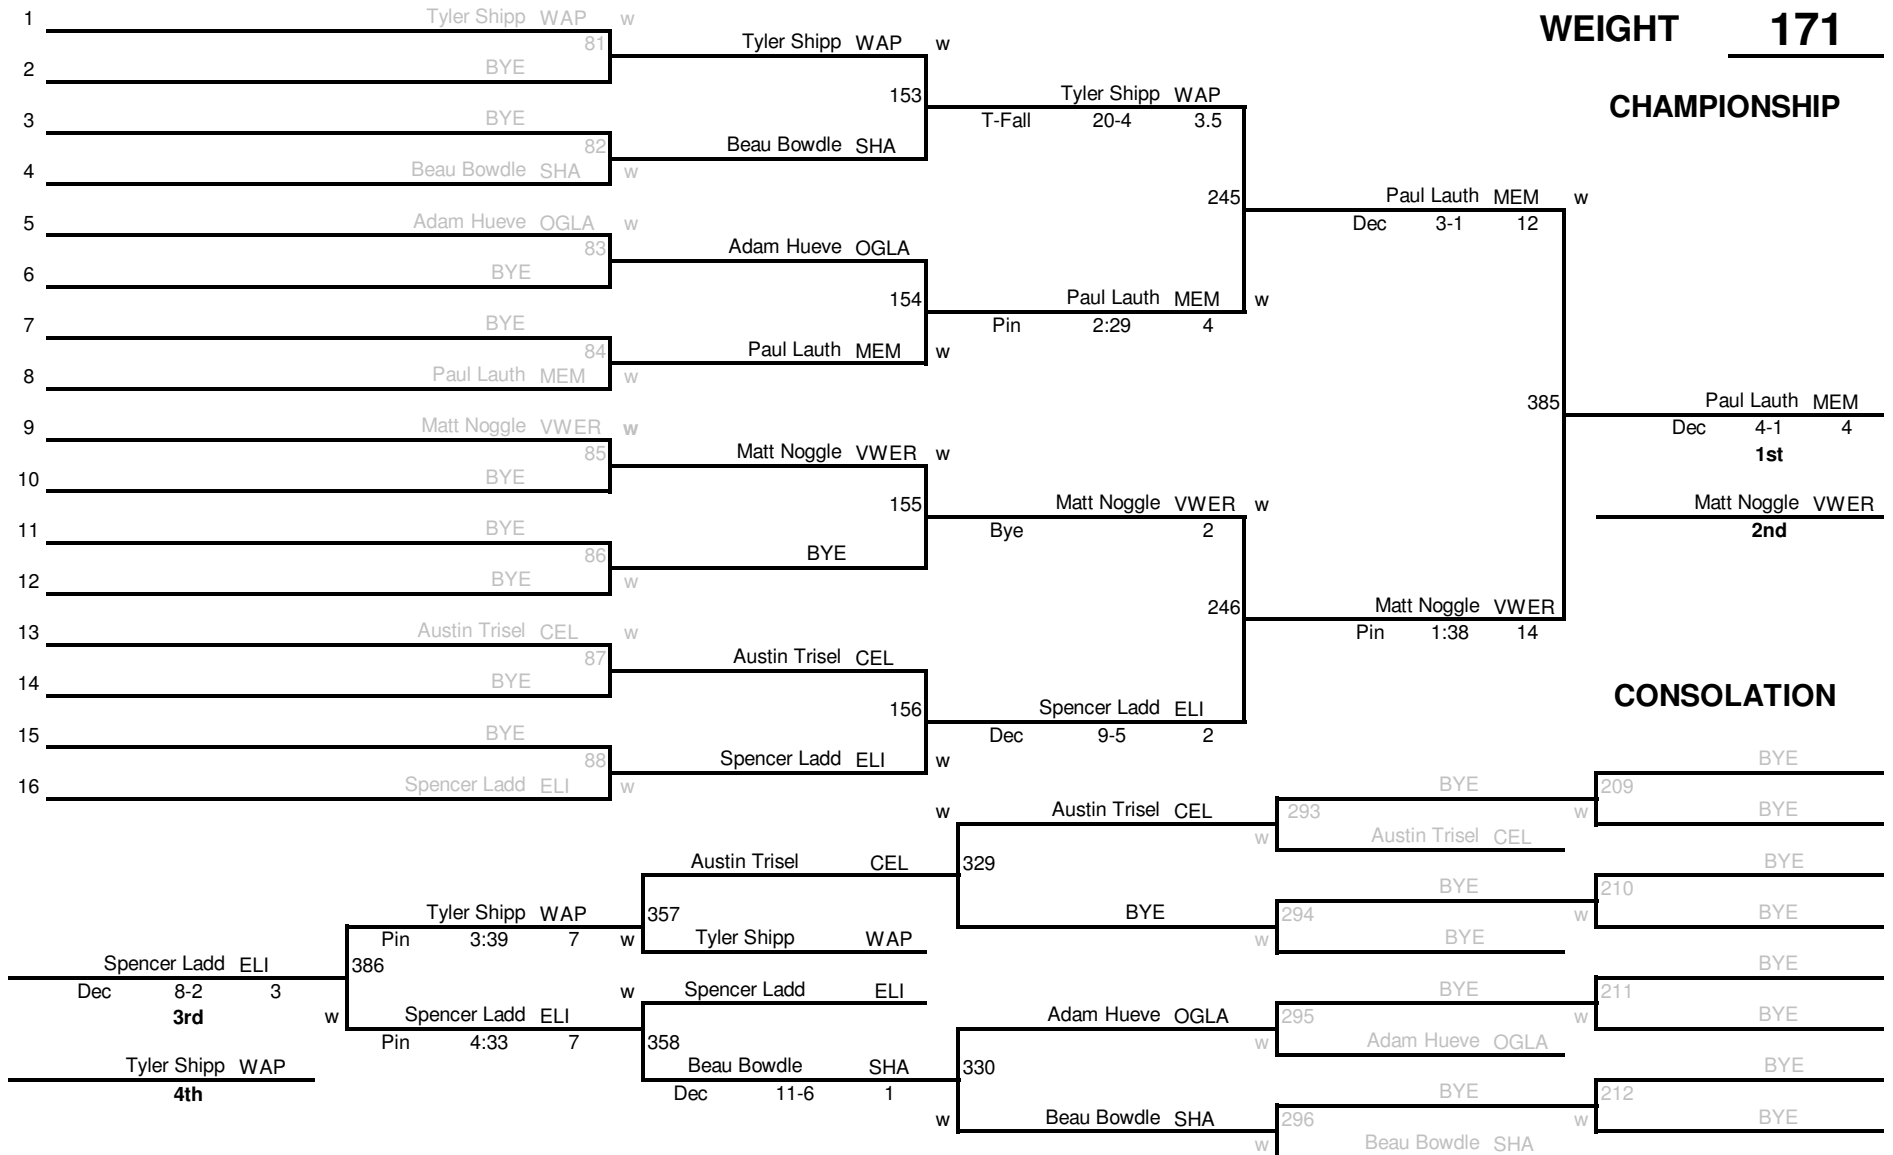 1 Tyler Shipp WAP w
WEIGHT 171
81
Tyler Shipp WAP w
2 BYE
153
Tyler Shipp WAP
T-Fall 20-4 3.5
CHAMPIONSHIP
3 BYE
82
Beau Bowdle SHA
4 Beau Bowdle SHA w
245
Paul Lauth MEM w
Dec 3-1 12
5 Adam Hueve OGLA w
83
Adam Hueve OGLA
6 BYE
154
Paul Lauth MEM w
Pin 2:29 4
7 BYE
84
Paul Lauth MEM w
8 Paul Lauth MEM w
385
Paul Lauth MEM
Dec 4-1 4
1st
9 Matt Noggle VWER w
85
Matt Noggle VWER w
10 BYE
155
Matt Noggle VWER w
Bye 2
Matt Noggle VWER
2nd
11 BYE
86
BYE
12 BYE w
246
Matt Noggle VWER
Pin 1:38 14
13 Austin Trisel CEL w
87
Austin Trisel CEL
14 BYE
156
Spencer Ladd ELI
Dec 9-5 2
CONSOLATION
15 BYE
88
Spencer Ladd ELI w
16 Spencer Ladd ELI w
BYE
BYE 209
w Austin Trisel CEL 293 w BYE
w Austin Trisel CEL
Austin Trisel CEL 329
BYE
BYE 210
Tyler Shipp WAP 357
BYE 294 w BYE
Pin 3:39 7 w Tyler Shipp WAP
w BYE
Spencer Ladd ELI 386
BYE
Dec 8-2 3
w Spencer Ladd ELI
BYE 211
3rd w Spencer Ladd ELI
Adam Hueve OGLA 295 w BYE
Pin 4:33 7 358
w Adam Hueve OGLA
Tyler Shipp WAP
Beau Bowdle SHA 330
BYE
4th
Dec 11-6 1
BYE 212
w Beau Bowdle SHA 296 w BYE
w Beau Bowdle SHA